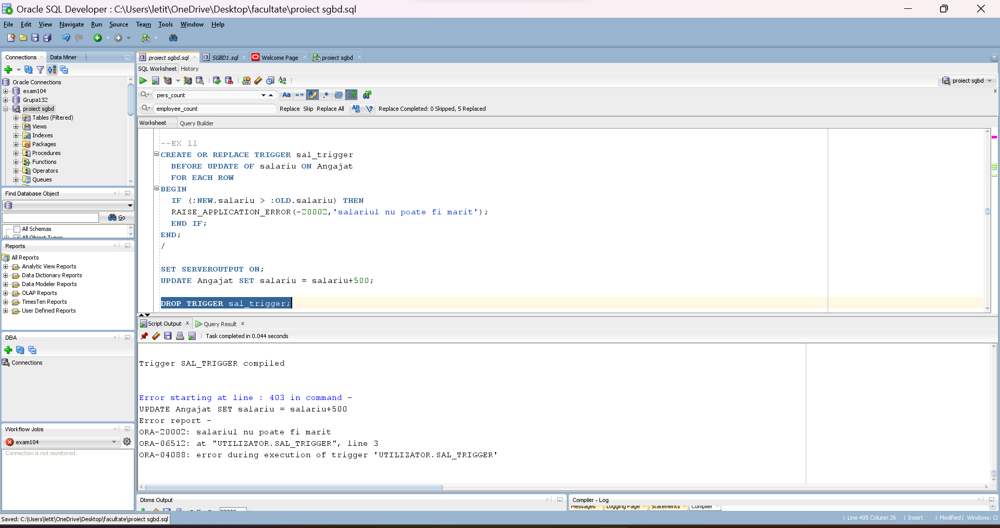 Oracle SQL Developer : C:\Users\letit\OneDrive\Desktop\facultate\proiect sgbd.sql
File Edit View Navigate Run Source Team Tools Window Help
Connections Data Miner
Oracle Connections
exam104
Grupa132
proiect sgbd
Tables (Filtered)
Views
Indexes
Packages
Procedures
Functions
Operators
Queues
Find Database Object
Go
All Schemas
All Object Types
Reports
All Reports
Analytic View Reports
Data Dictionary Reports
Data Modeler Reports
OLAP Reports
TimesTen Reports
User Defined Reports
DBA
Connections
Workflow Jobs
exam104
Connection is not monitored.
proiect sgbd.sql SGBD1.sql Welcome Page proiect sgbd
SQL Worksheet History
proiect sgbd
pers_count
employee_count Replace Skip Replace All Replace Completed: 0 Skipped, 5 Replaced
Worksheet Query Builder
--EX 11
CREATE OR REPLACE TRIGGER sal_trigger
BEFORE UPDATE OF salariu ON Angajat
FOR EACH ROW
BEGIN
IF (:NEW.salariu > :OLD.salariu) THEN
RAISE_APPLICATION_ERROR(-20002,'salariul nu poate fi marit');
END IF;
END;
/
SET SERVEROUTPUT ON;
UPDATE Angajat SET salariu = salariu+500;
DROP TRIGGER sal_trigger;
Script Output Query Result
Task completed in 0.044 seconds
Trigger SAL_TRIGGER compiled
Error starting at line : 403 in command -
UPDATE Angajat SET salariu = salariu+500
Error report -
ORA-20002: salariul nu poate fi marit
ORA-06512: at "UTILIZATOR.SAL_TRIGGER", line 3
ORA-04088: error during execution of trigger 'UTILIZATOR.SAL_TRIGGER'
Dbms Output
Compiler - Log
Messages Logging Page Statements Compiler
Saved: C:\Users\letit\OneDrive\Desktop\facultate\proiect sgbd.sql
Line 405 Column 26 | Insert | Modified | Windows: Cl